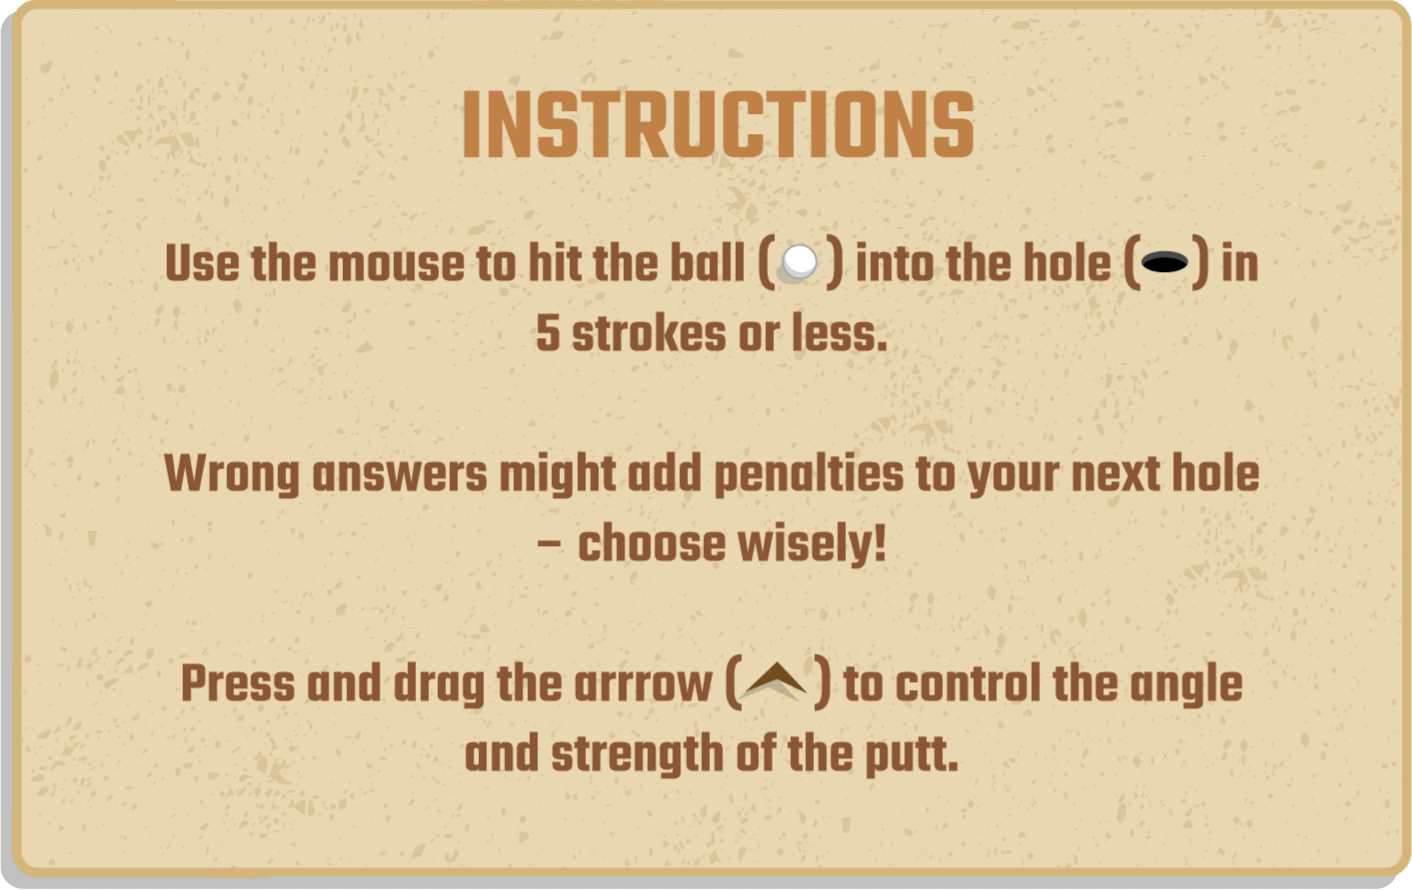 INSTRUCTIONS
Use the mouse to hit the ball ( ) into the hole ( ) in
5 strokes or less.
Wrong answers might add penalties to your next hole
– choose wisely!
Press and drag the arrrow ( ) to control the angle
and strength of the putt.